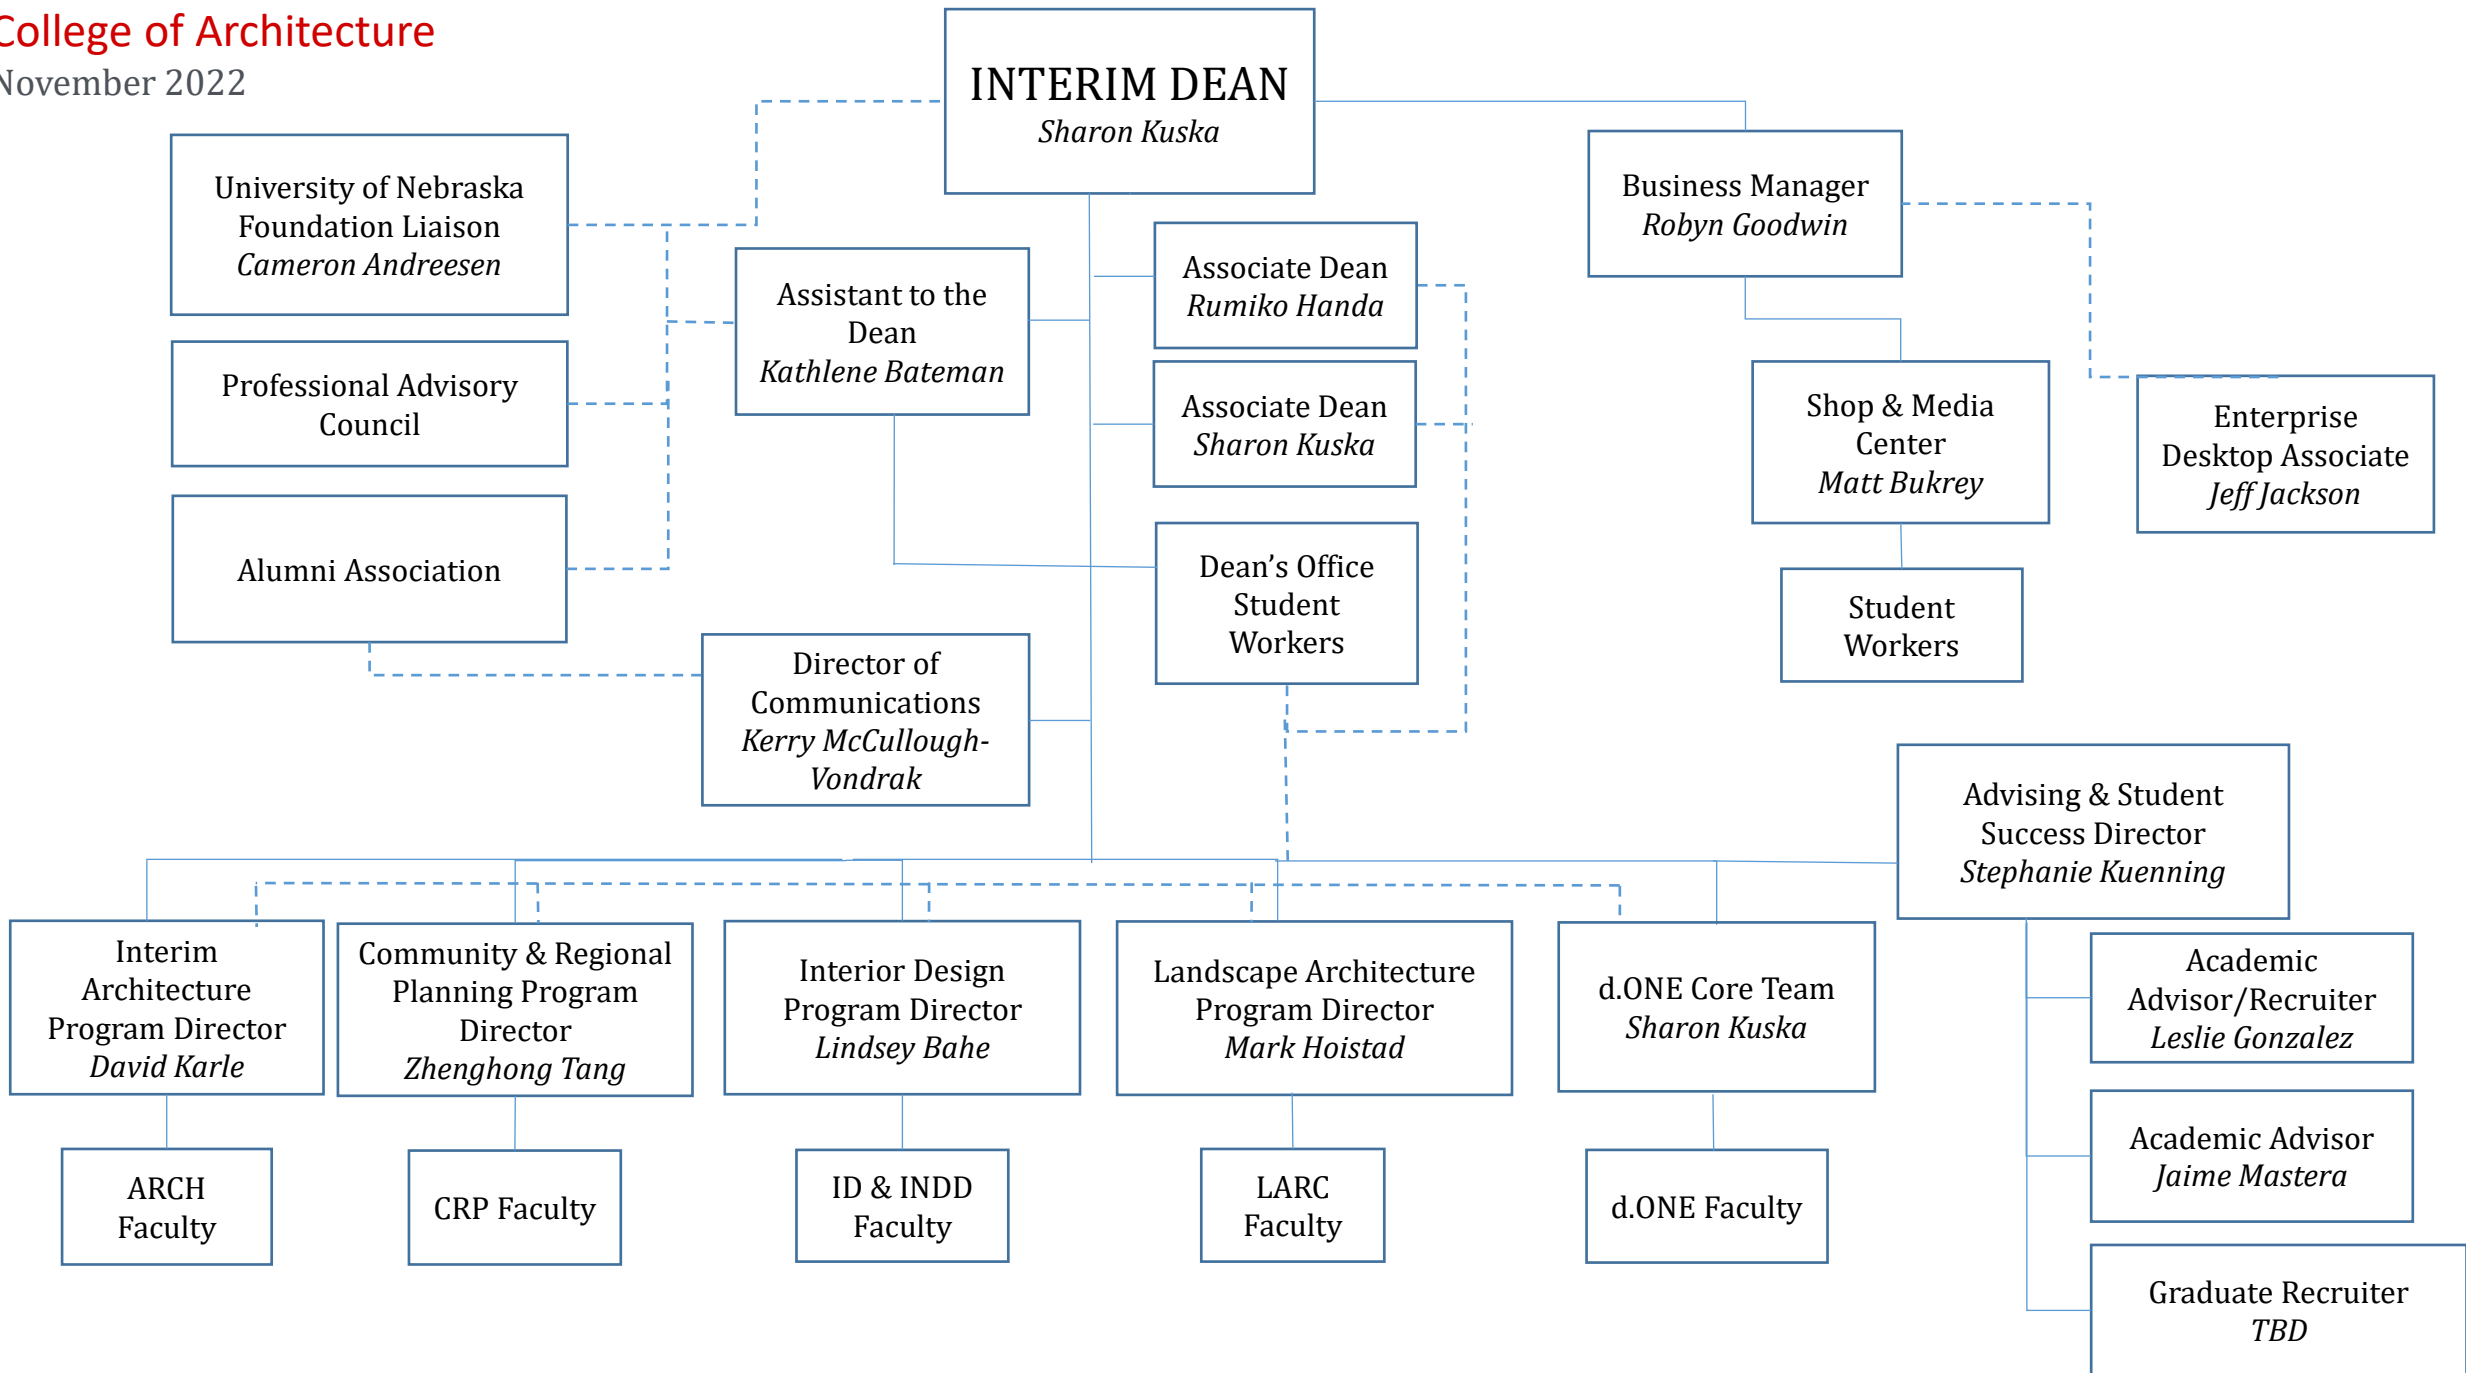 College of Architecture
November 2022
INTERIM DEAN
Sharon Kuska
University of Nebraska
Foundation Liaison
Cameron Andreesen
Professional Advisory
Council
Alumni Association
Assistant to the
Dean
Kathlene Bateman
Director of
Communications
Kerry McCullough-
Vondrak
Associate Dean
Rumiko Handa
Associate Dean
Sharon Kuska
Dean’s Office
Student
Workers
Business Manager
Robyn Goodwin
Shop & Media
Center
Matt Bukrey
Student
Workers
Enterprise
Desktop Associate
Jeff Jackson
Advising & Student
Success Director
Stephanie Kuenning
Interim
Architecture
Program Director
David Karle
Community & Regional
Planning Program
Director
Zhenghong Tang
Interior Design
Program Director
Lindsey Bahe
Landscape Architecture
Program Director
Mark Hoistad
d.ONE Core Team
Sharon Kuska
Academic
Advisor/Recruiter
Leslie Gonzalez
Academic Advisor
Jaime Mastera
Graduate Recruiter
TBD
ARCH
Faculty
CRP Faculty
ID & INDD
Faculty
LARC
Faculty
d.ONE Faculty